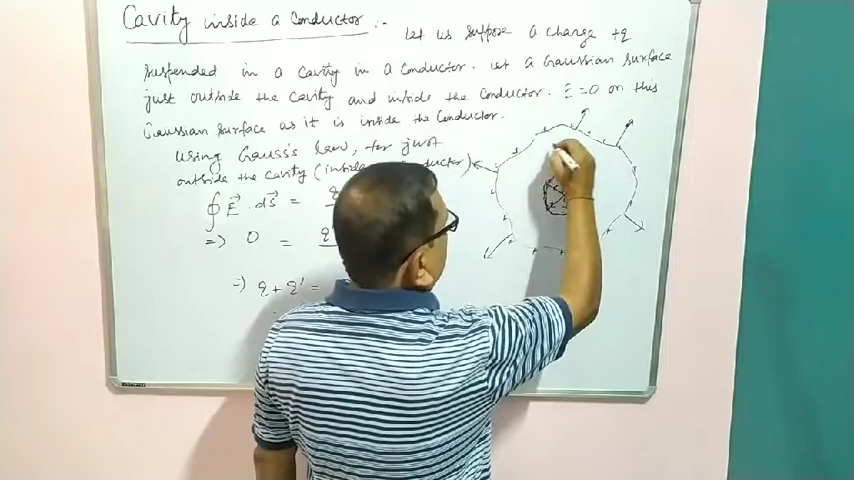 Cavity inside a Conductor :-
Let us suppose a charge +q
suspended in a cavity in a conductor. Let a Gaussian surface
just outside the cavity and inside the conductor. E = 0 on this
Gaussian surface as it is inside the conductor.
using Gauss's law, for just
outside the cavity (inside
∮ E⃗ . ds⃗ =
=> 0 =
=) q + q' =